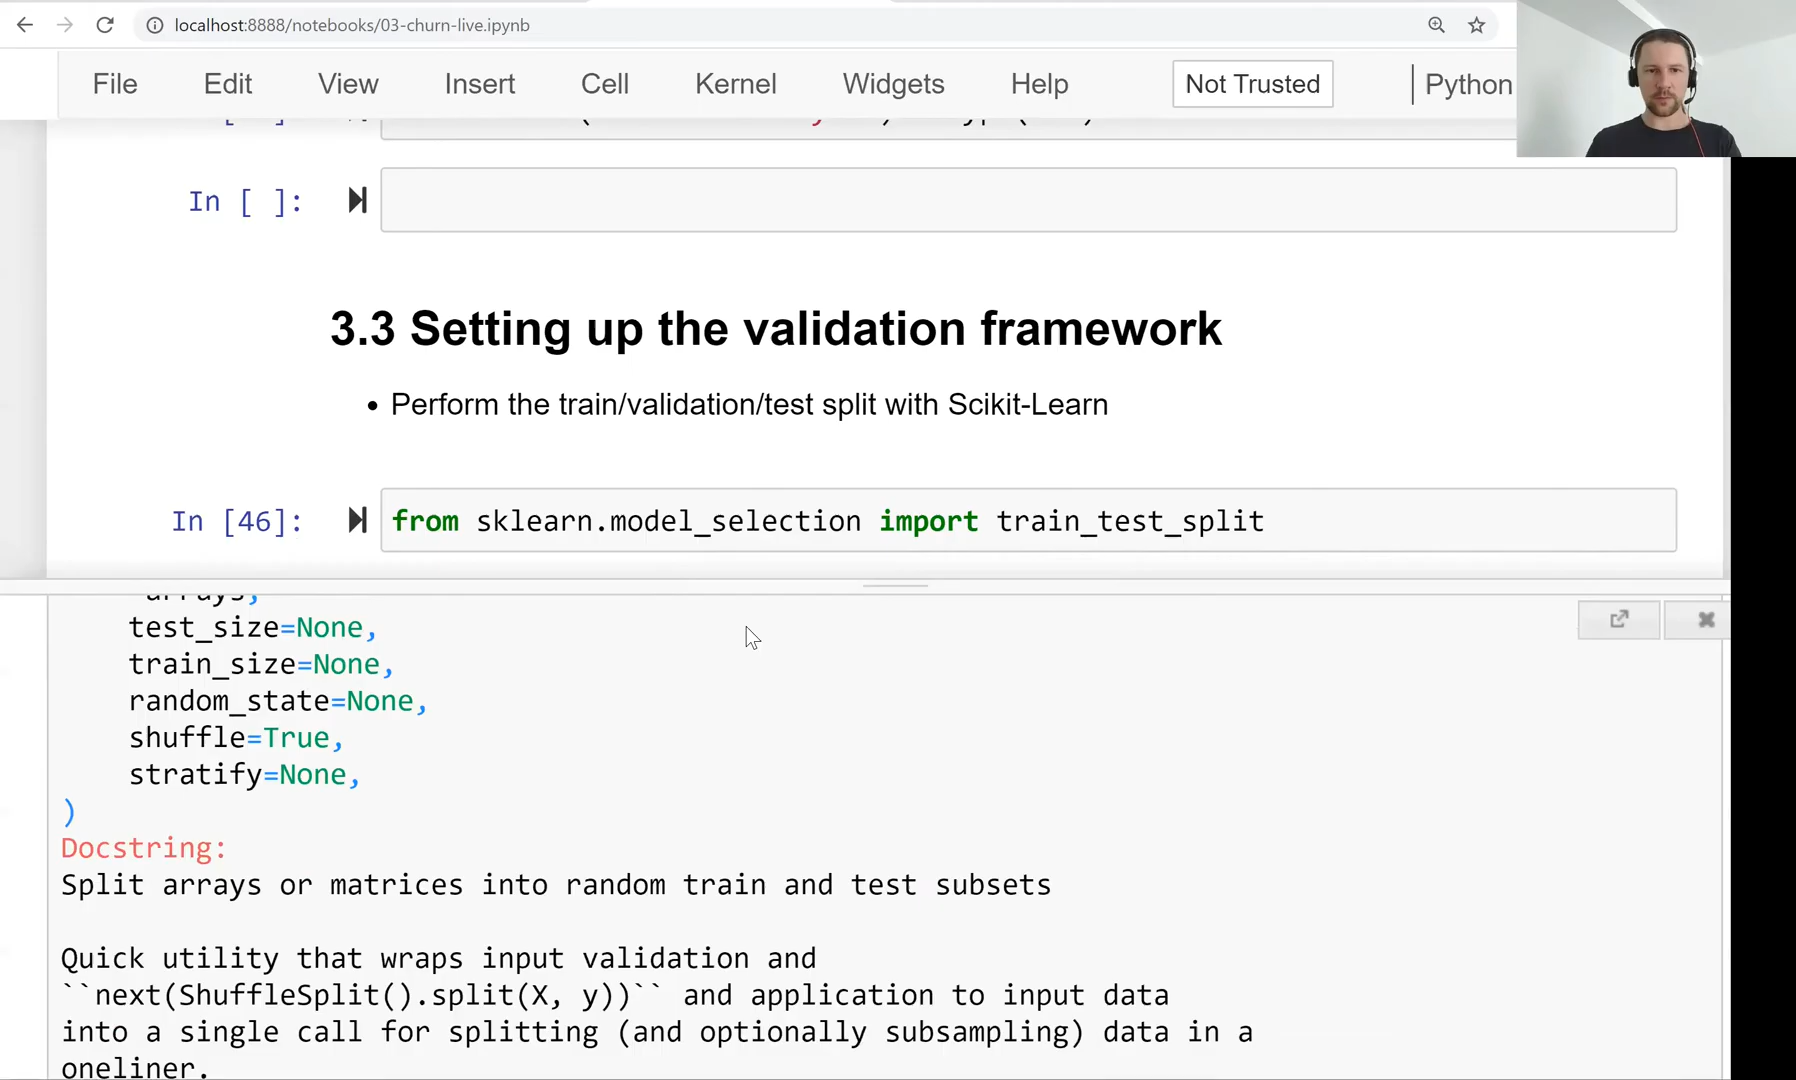 localhost:8888/notebooks/03-churn-live.ipynb
File Edit View Insert Cell Kernel Widgets Help Not Trusted Python
In [ ]:
3.3 Setting up the validation framework
• Perform the train/validation/test split with Scikit-Learn
In [46]: from sklearn.model_selection import train_test_split
arrays,
test_size=None,
train_size=None,
random_state=None,
shuffle=True,
stratify=None,
)
Docstring:
Split arrays or matrices into random train and test subsets
Quick utility that wraps input validation and
``next(ShuffleSplit().split(X, y))`` and application to input data
into a single call for splitting (and optionally subsampling) data in a
oneliner.